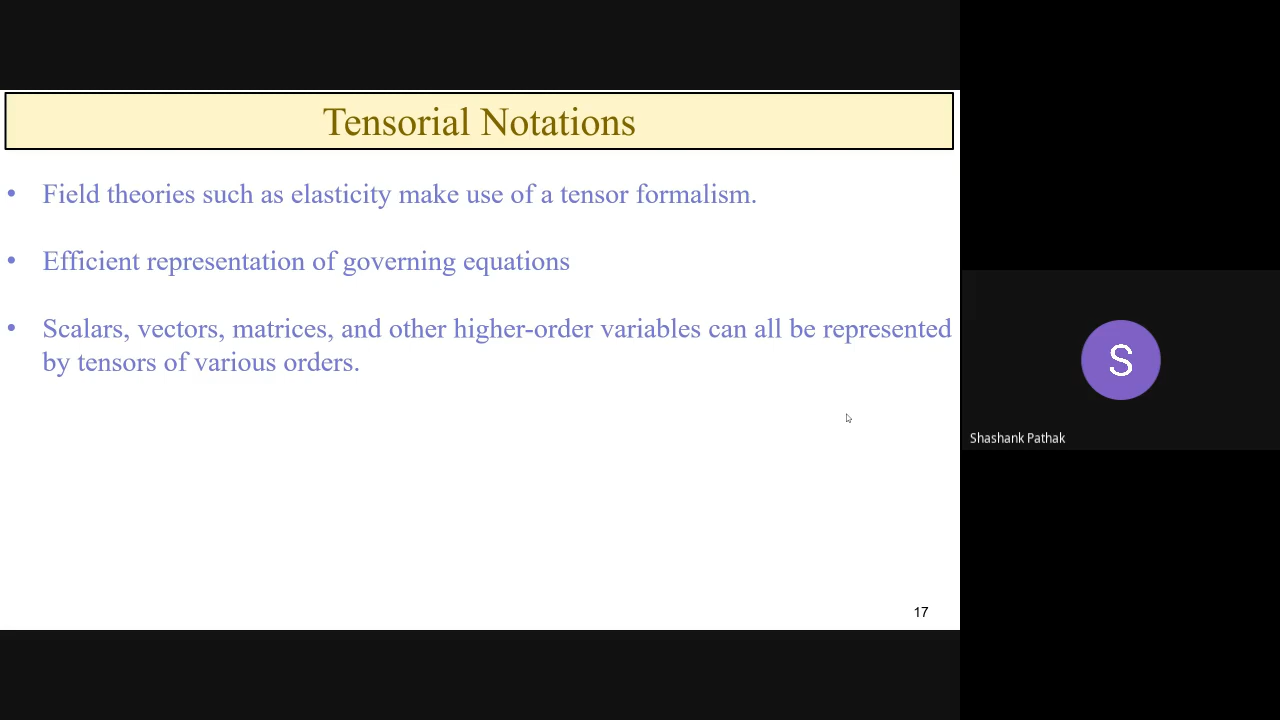 Tensorial Notations
• Field theories such as elasticity make use of a tensor formalism.
• Efficient representation of governing equations
• Scalars, vectors, matrices, and other higher-order variables can all be represented
by tensors of various orders.
17
S
Shashank Pathak